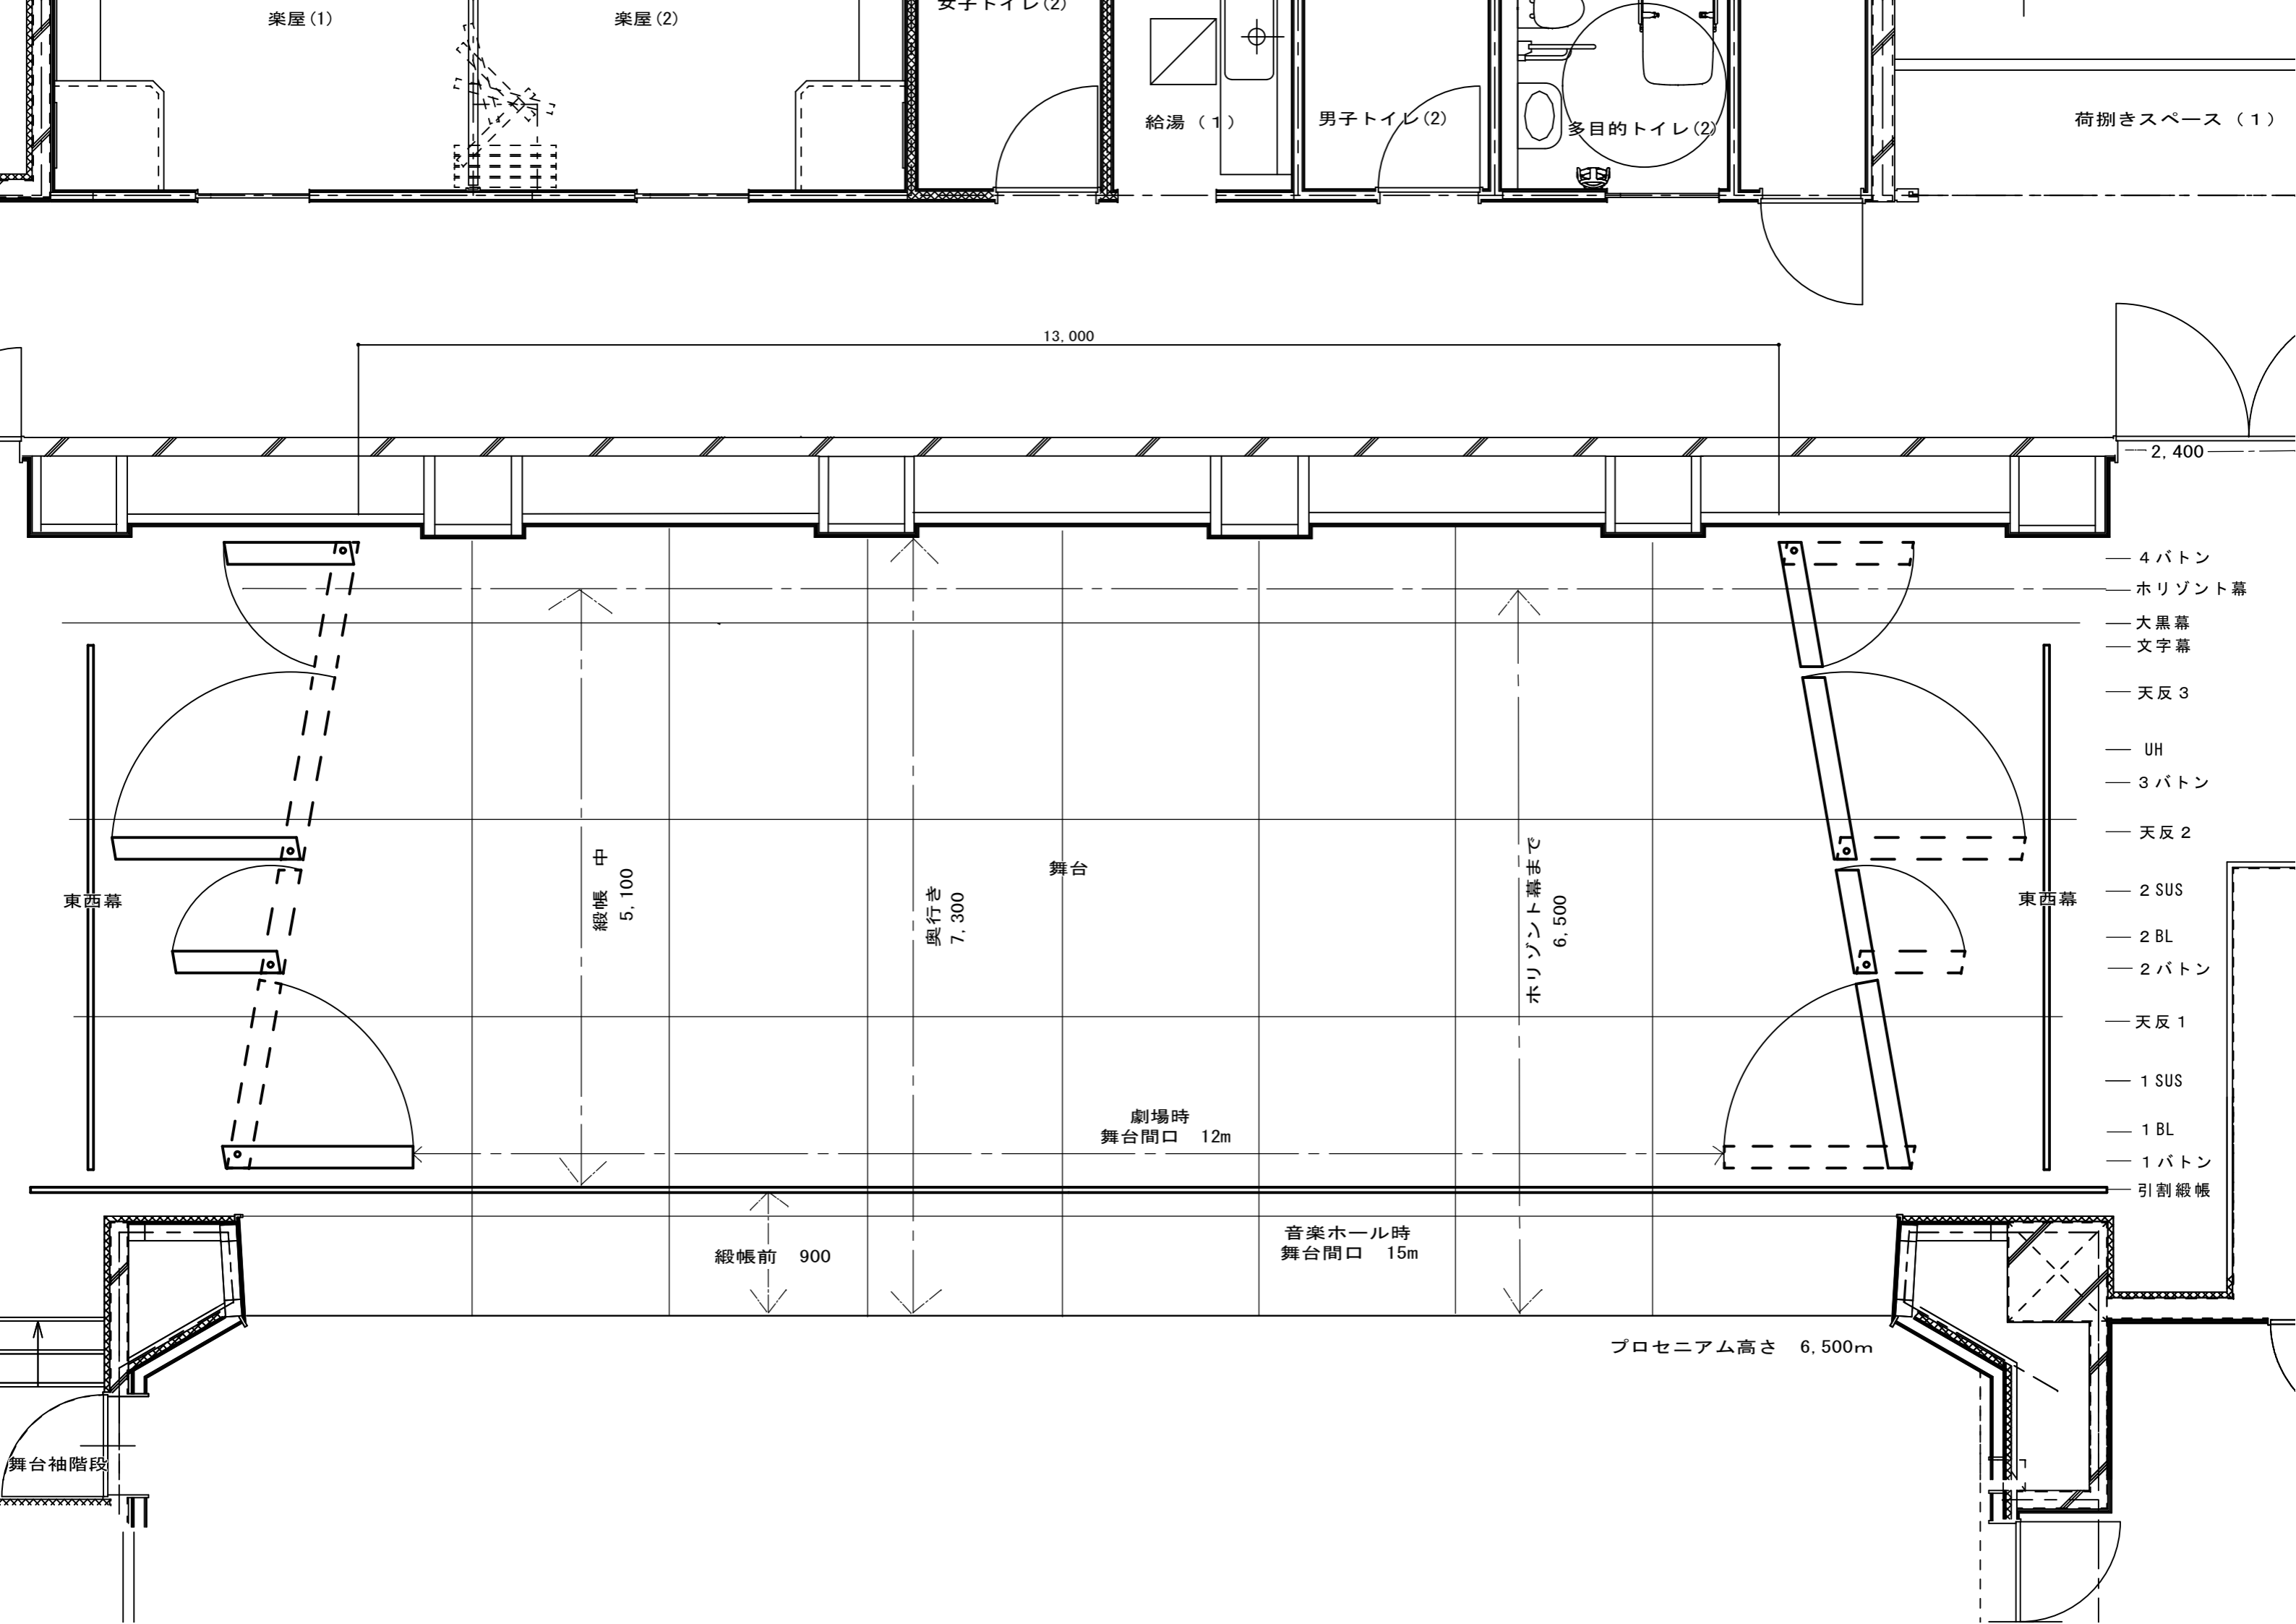 女子トイレ(2)
楽屋(1)
楽屋(2)
給湯（１）
男子トイレ(2)
多目的トイレ(2)
荷捌きスペース（１）
13,000
2,400
４バトン
ホリゾント幕
大黒幕
文字幕
天反３
UH
３バトン
天反２
２SUS
２BL
２バトン
天反１
１SUS
１BL
１バトン
引割緞帳
東西幕
緞帳　中
5,100
奥行き
7,300
舞台
ホリゾント幕まで
6,500
東西幕
劇場時
舞台間口　12m
緞帳前　900
音楽ホール時
舞台間口　15m
プロセニアム高さ　6,500ｍ
舞台袖階段